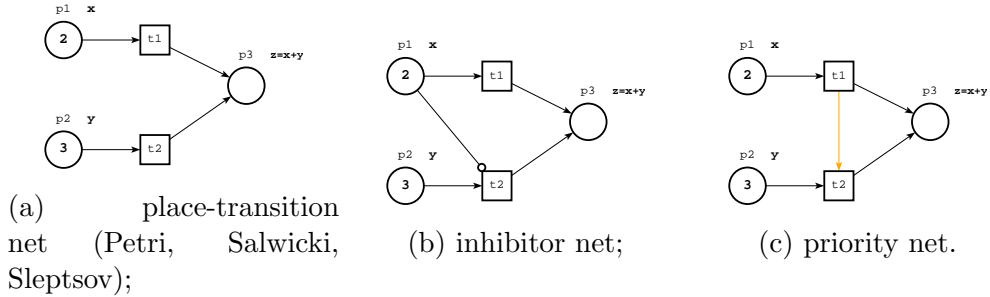 p1 x
2
t1
p3
z=x+y
p2 y
3
t2
(a) place-transition
net (Petri, Salwicki,
Sleptsov);
p1 x
2
t1
p3
z=x+y
p2 y
3
t2
(b) inhibitor net;
p1 x
2
t1
p3
z=x+y
p2 y
3
t2
(c) priority net.